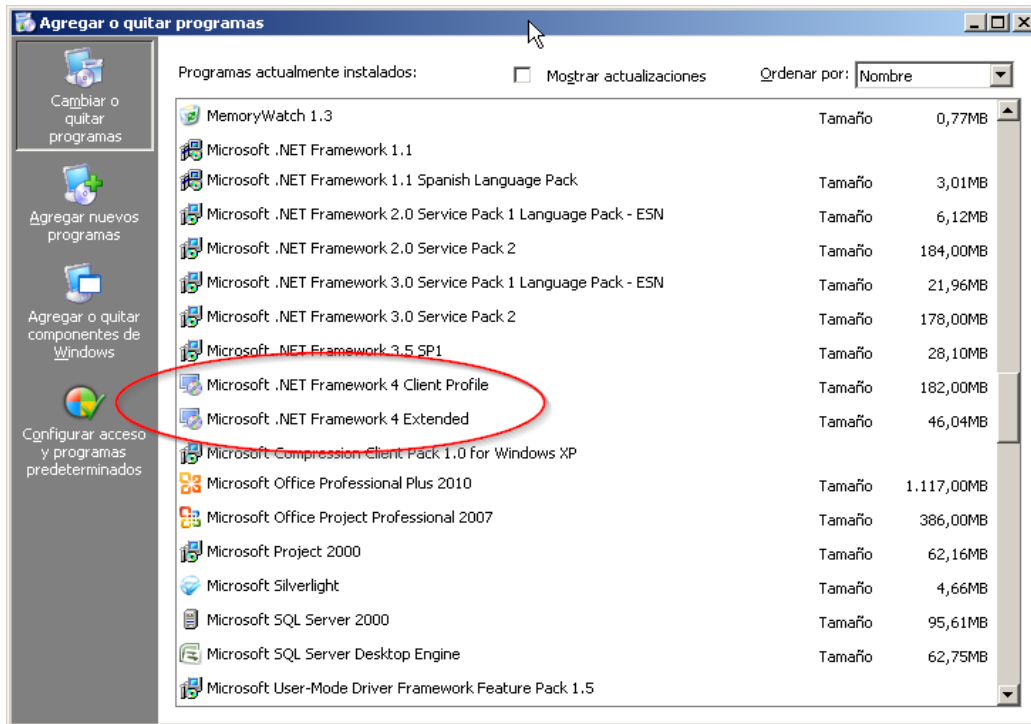 Agregar o quitar programas
Cambiar o
quitar
programas
Agregar nuevos
programas
Agregar o quitar
componentes de
Windows
Configurar acceso
y programas
predeterminados
Programas actualmente instalados:
Mostrar actualizaciones
Ordenar por: Nombre
MemoryWatch 1.3 Tamaño 0,77MB
Microsoft .NET Framework 1.1
Microsoft .NET Framework 1.1 Spanish Language Pack Tamaño 3,01MB
Microsoft .NET Framework 2.0 Service Pack 1 Language Pack - ESN Tamaño 6,12MB
Microsoft .NET Framework 2.0 Service Pack 2 Tamaño 184,00MB
Microsoft .NET Framework 3.0 Service Pack 1 Language Pack - ESN Tamaño 21,96MB
Microsoft .NET Framework 3.0 Service Pack 2 Tamaño 178,00MB
Microsoft .NET Framework 3.5 SP1 Tamaño 28,10MB
Microsoft .NET Framework 4 Client Profile Tamaño 182,00MB
Microsoft .NET Framework 4 Extended Tamaño 46,04MB
Microsoft Compression Client Pack 1.0 for Windows XP
Microsoft Office Professional Plus 2010 Tamaño 1.117,00MB
Microsoft Office Project Professional 2007 Tamaño 386,00MB
Microsoft Project 2000 Tamaño 62,16MB
Microsoft Silverlight Tamaño 4,66MB
Microsoft SQL Server 2000 Tamaño 95,61MB
Microsoft SQL Server Desktop Engine Tamaño 62,75MB
Microsoft User-Mode Driver Framework Feature Pack 1.5